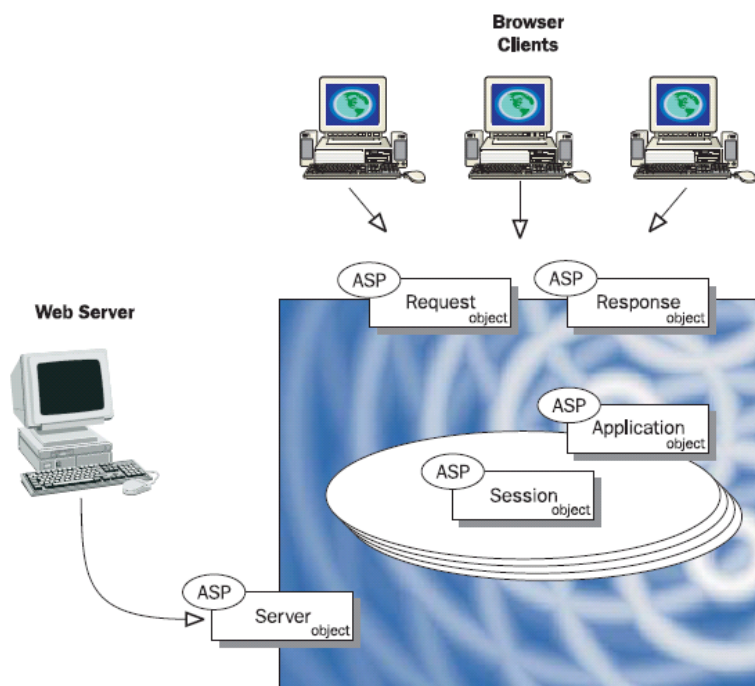 Browser
Clients
ASP
Request
object
ASP
Response
object
Web Server
ASP
Application
object
ASP
Session
object
ASP
Server
object